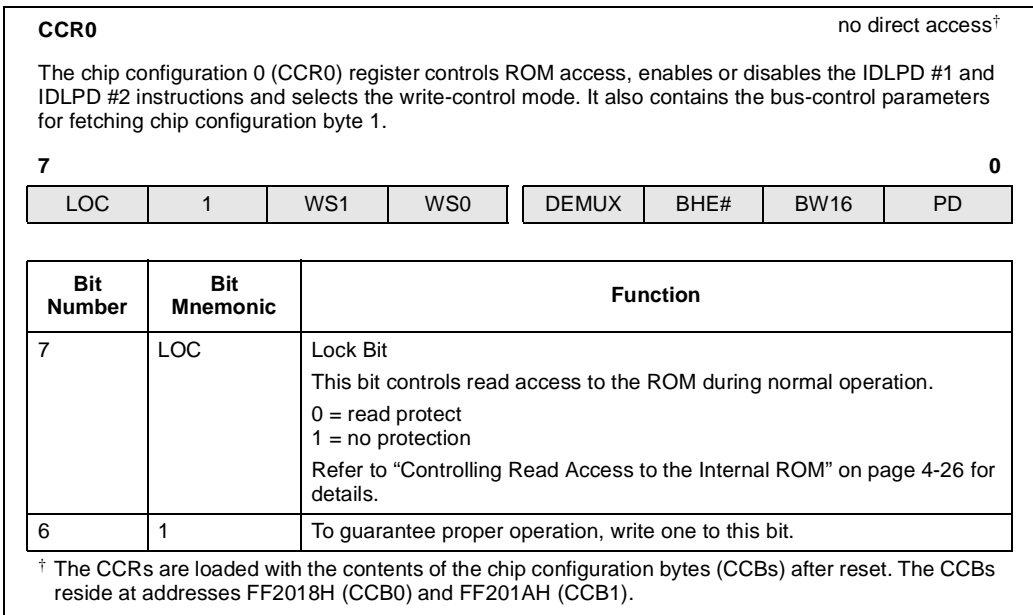 CCR0 no direct access†
The chip configuration 0 (CCR0) register controls ROM access, enables or disables the IDLPD #1 and
IDLPD #2 instructions and selects the write-control mode. It also contains the bus-control parameters
for fetching chip configuration byte 1.
7 0
LOC 1 WS1 WS0 DEMUX BHE# BW16 PD
Bit Number Bit Mnemonic Function
7 LOC Lock Bit
This bit controls read access to the ROM during normal operation.
0 = read protect
1 = no protection
Refer to “Controlling Read Access to the Internal ROM” on page 4-26 for
details.
6 1 To guarantee proper operation, write one to this bit.
† The CCRs are loaded with the contents of the chip configuration bytes (CCBs) after reset. The CCBs
reside at addresses FF2018H (CCB0) and FF201AH (CCB1).